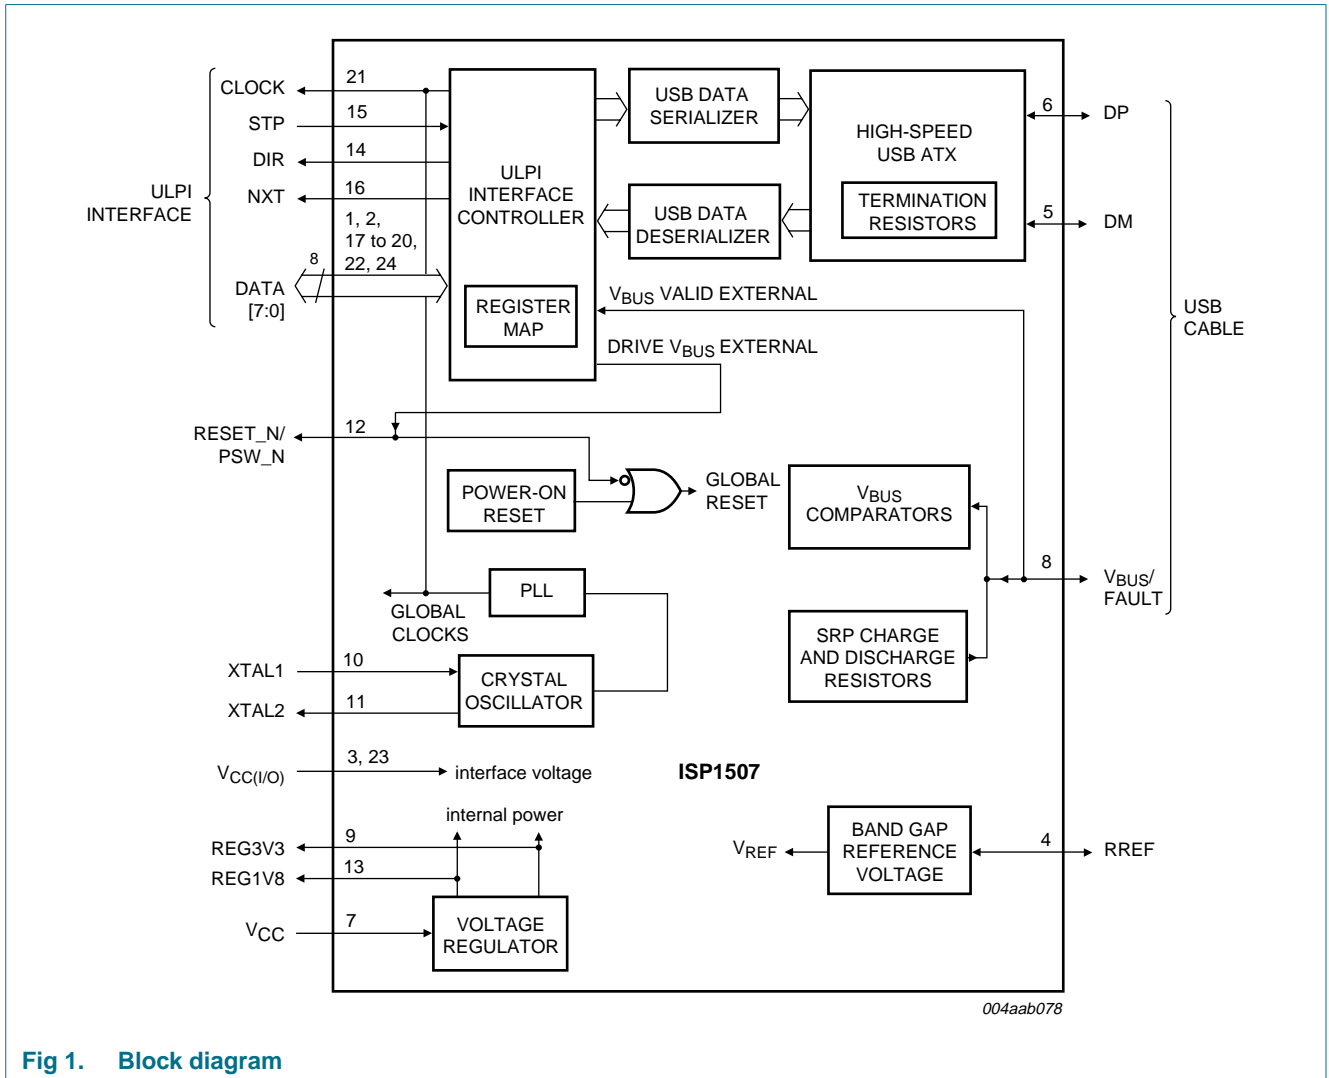 21
CLOCK
15
STP
14
DIR
16
NXT
1, 2,
17 to 20,
22, 24
8
DATA
[7:0]
ULPI
INTERFACE
ULPI
INTERFACE
CONTROLLER
REGISTER
MAP
USB DATA
SERIALIZER
USB DATA
DESERIALIZER
HIGH-SPEED
USB ATX
TERMINATION
RESISTORS
6
DP
5
DM
USB
CABLE
VBUS VALID EXTERNAL
DRIVE VBUS EXTERNAL
12
RESET_N/
PSW_N
POWER-ON
RESET
GLOBAL
RESET
VBUS
COMPARATORS
8
VBUS/
FAULT
PLL
GLOBAL
CLOCKS
SRP CHARGE
AND DISCHARGE
RESISTORS
10
XTAL1
11
XTAL2
CRYSTAL
OSCILLATOR
3, 23
VCC(I/O)
interface voltage
ISP1507
internal power
9
REG3V3
13
REG1V8
7
VCC
VOLTAGE
REGULATOR
VREF
BAND GAP
REFERENCE
VOLTAGE
4
RREF
004aab078
Fig 1. Block diagram